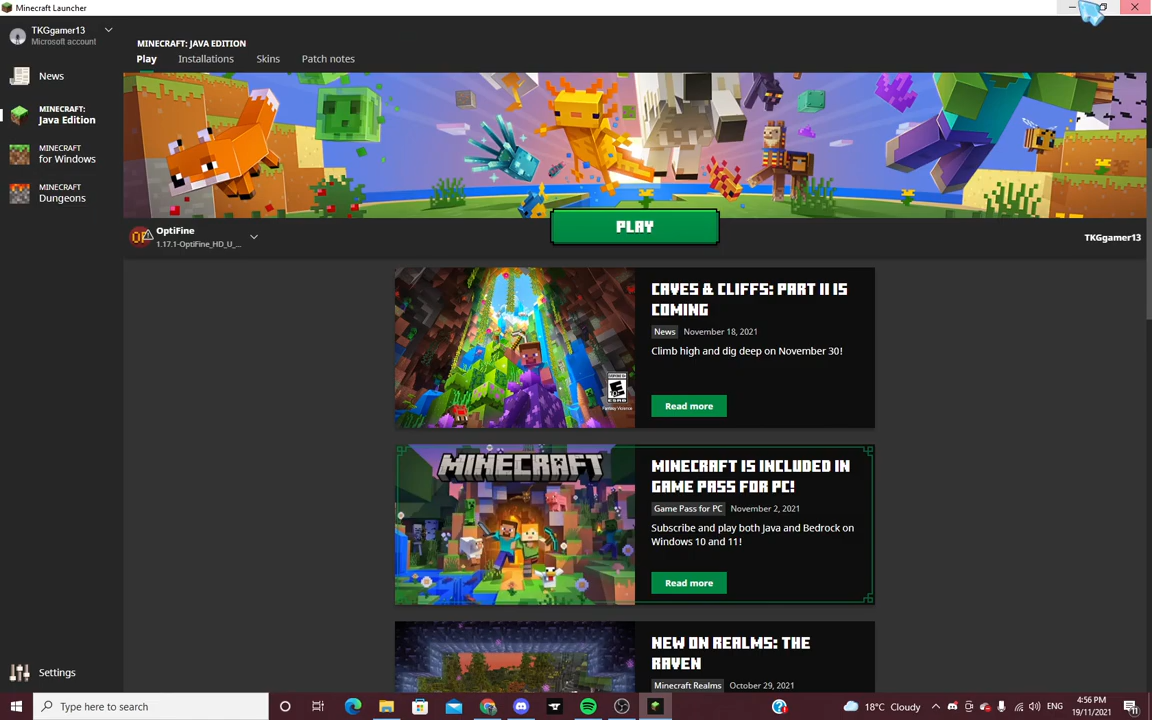 Minecraft Launcher
TKGgamer13
Microsoft account
News
MINECRAFT:
Java Edition
MINECRAFT
for Windows
MINECRAFT
Dungeons
Settings
MINECRAFT: JAVA EDITION
Play
Installations
Skins
Patch notes
PLAY
OptiFine
1.17.1-OptiFine_HD_U_...
TKGgamer13
CAVES & CLIFFS: PART II IS
COMING
News
November 18, 2021
Climb high and dig deep on November 30!
Read more
MINECRAFT
MINECRAFT IS INCLUDED IN
GAME PASS FOR PC!
Game Pass for PC
November 2, 2021
Subscribe and play both Java and Bedrock on
Windows 10 and 11!
Read more
NEW ON REALMS: THE
RAVEN
Minecraft Realms
October 29, 2021
Type here to search
18°C Cloudy
ENG
4:56 PM
19/11/2021